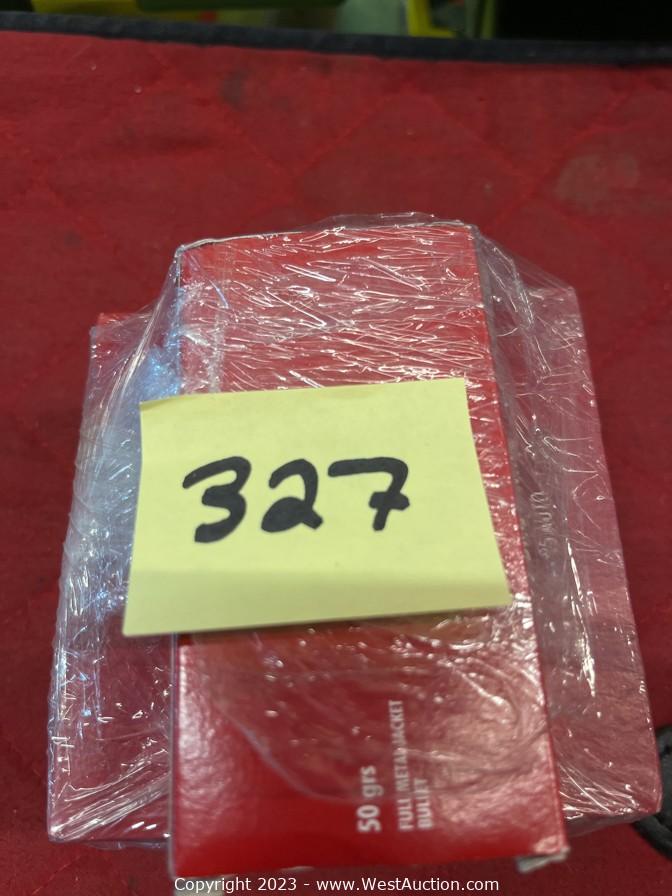 327
50 grs
FULL METAL JACKET
BULLET
Copyright 2023 - www.WestAuction.com